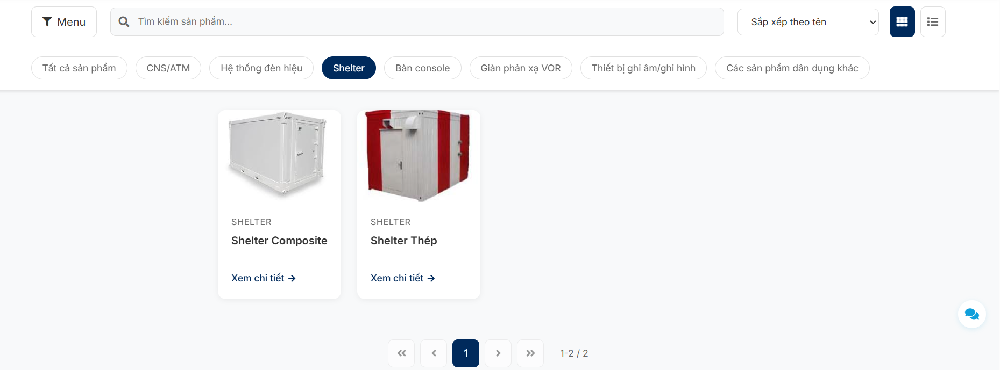 Menu
Tìm kiếm sản phẩm...
Sắp xếp theo tên
Tất cả sản phẩm
CNS/ATM
Hệ thống đèn hiệu
Shelter
Bàn console
Giàn phản xạ VOR
Thiết bị ghi âm/ghi hình
Các sản phẩm dân dụng khác
SHELTER
Shelter Composite
Xem chi tiết
SHELTER
Shelter Thép
Xem chi tiết
1
1-2 / 2